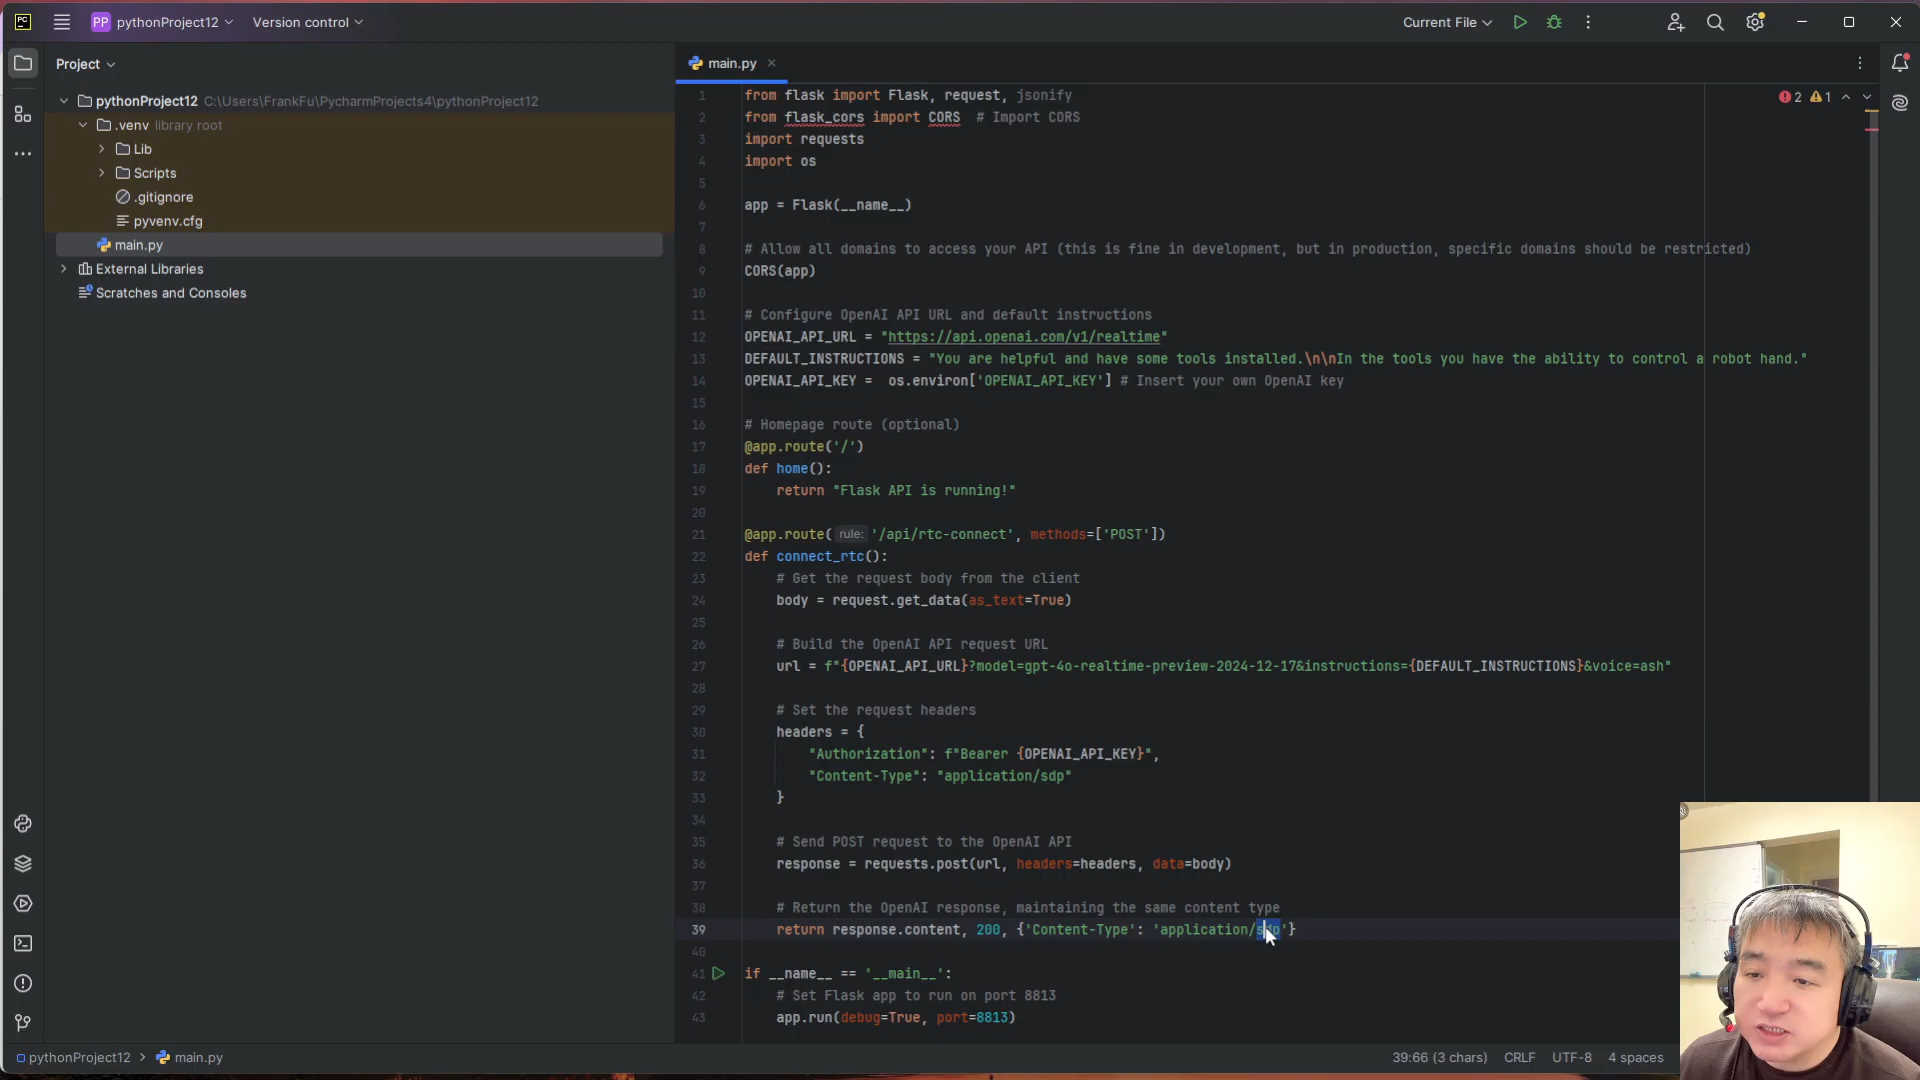 PC
PP pythonProject12
Version control
Current File
Project
main.py
pythonProject12 C:\Users\FrankFu\PycharmProjects4\pythonProject12
.venv library root
Lib
Scripts
.gitignore
pyvenv.cfg
main.py
External Libraries
Scratches and Consoles
2 1
1 from flask import Flask, request, jsonify
2 from flask_cors import CORS  # Import CORS
3 import requests
4 import os
5
6 app = Flask(__name__)
7
8 # Allow all domains to access your API (this is fine in development, but in production, specific domains should be restricted)
9 CORS(app)
10
11 # Configure OpenAI API URL and default instructions
12 OPENAI_API_URL = "https://api.openai.com/v1/realtime"
13 DEFAULT_INSTRUCTIONS = "You are helpful and have some tools installed.\n\nIn the tools you have the ability to control a robot hand."
14 OPENAI_API_KEY =  os.environ['OPENAI_API_KEY'] # Insert your own OpenAI key
15
16 # Homepage route (optional)
17 @app.route('/')
18 def home():
19     return "Flask API is running!"
20
21 @app.route( rule: '/api/rtc-connect', methods=['POST'])
22 def connect_rtc():
23     # Get the request body from the client
24     body = request.get_data(as_text=True)
25
26     # Build the OpenAI API request URL
27     url = f"{OPENAI_API_URL}?model=gpt-4o-realtime-preview-2024-12-17&instructions={DEFAULT_INSTRUCTIONS}&voice=ash"
28
29     # Set the request headers
30     headers = {
31         "Authorization": f"Bearer {OPENAI_API_KEY}",
32         "Content-Type": "application/sdp"
33     }
34
35     # Send POST request to the OpenAI API
36     response = requests.post(url, headers=headers, data=body)
37
38     # Return the OpenAI response, maintaining the same content type
39     return response.content, 200, {'Content-Type': 'application/sdp'}
40
41 if __name__ == '__main__':
42     # Set Flask app to run on port 8813
43     app.run(debug=True, port=8813)
pythonProject12 > main.py
39:66 (3 chars) CRLF UTF-8 4 spaces